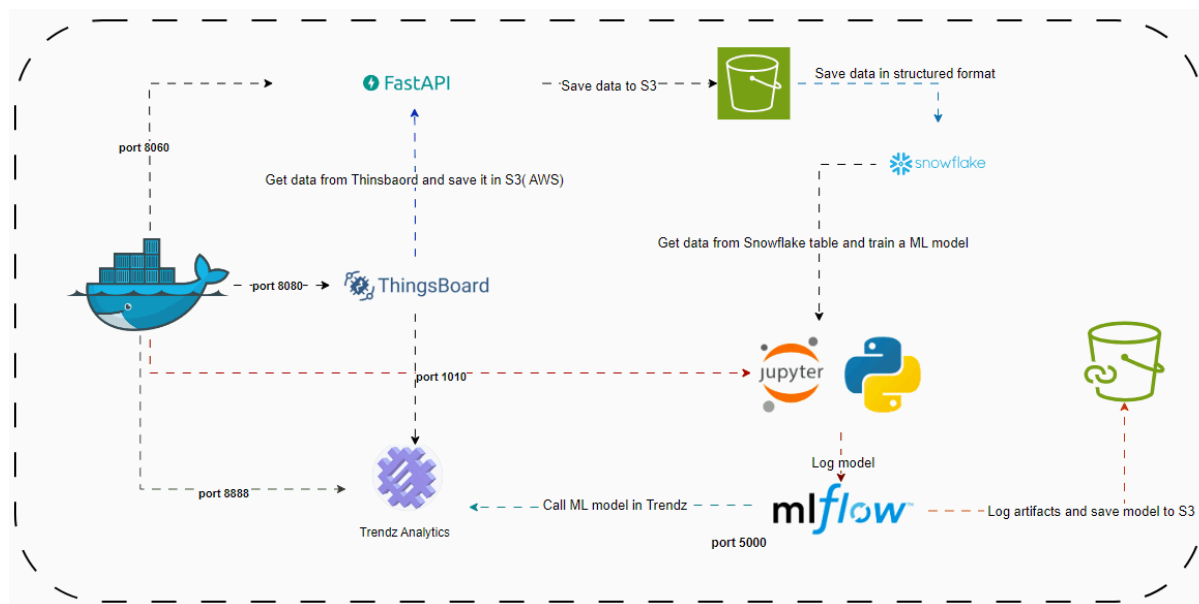 FastAPI
Save data to S3
Save data in structured format
port 8060
snowflake
Get data from Thinsbaord and save it in S3( AWS)
Get data from Snowflake table and train a ML model
port 8080
ThingsBoard
port 1010
jupyter
Log model
port 8888
Call ML model in Trendz
mlflow™
Log artifacts and save model to S3
Trendz Analytics
port 5000